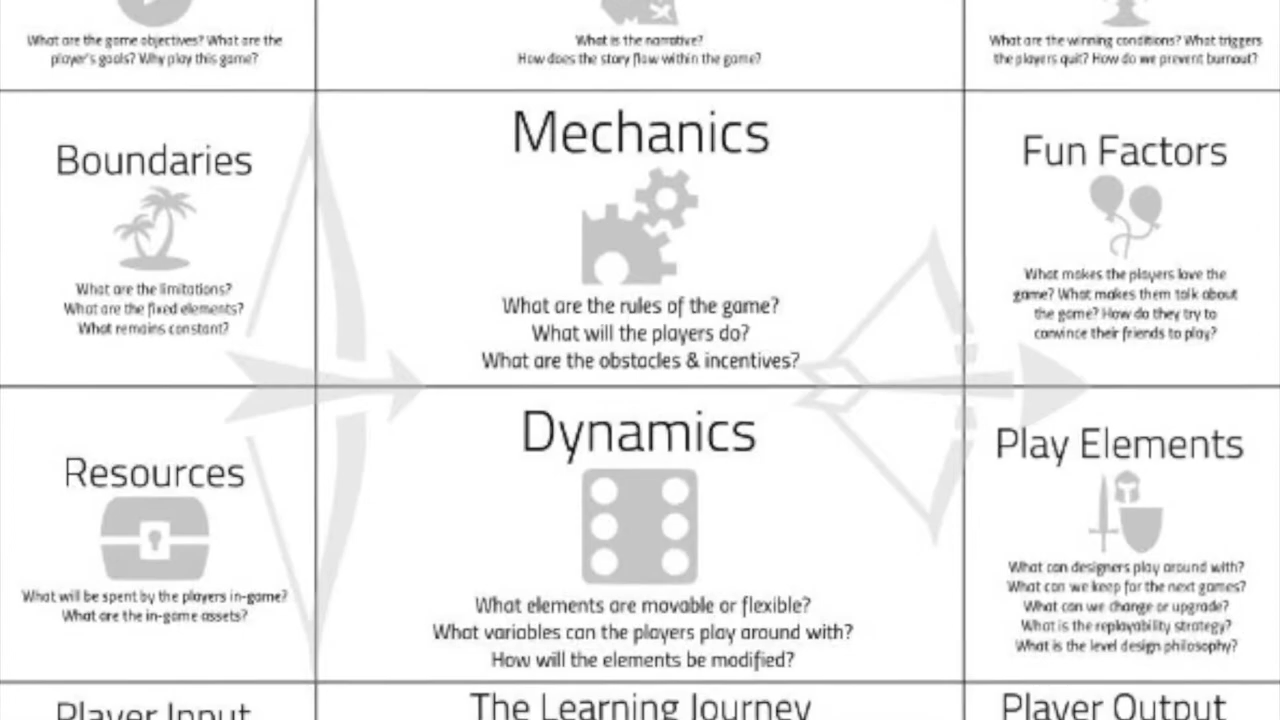 What are the game objectives? What are the
player's goals? Why play this game?
What is the narrative?
How does the story flow within the game?
What are the winning conditions? What triggers
the players quit? How do we prevent burnout?
Boundaries
What are the limitations?
What are the fixed elements?
What remains constant?
Mechanics
What are the rules of the game?
What will the players do?
What are the obstacles & incentives?
Fun Factors
What makes the players love the
game? What makes them talk about
the game? How do they try to
convince their friends to play?
Resources
What will be spent by the players in-game?
What are the in-game assets?
Dynamics
What elements are movable or flexible?
What variables can the players play around with?
How will the elements be modified?
Play Elements
What can designers play around with?
What can we keep for the next games?
What can we change or upgrade?
What is the replayability strategy?
What is the level design philosophy?
Player Input
The Learning Journey
Player Output